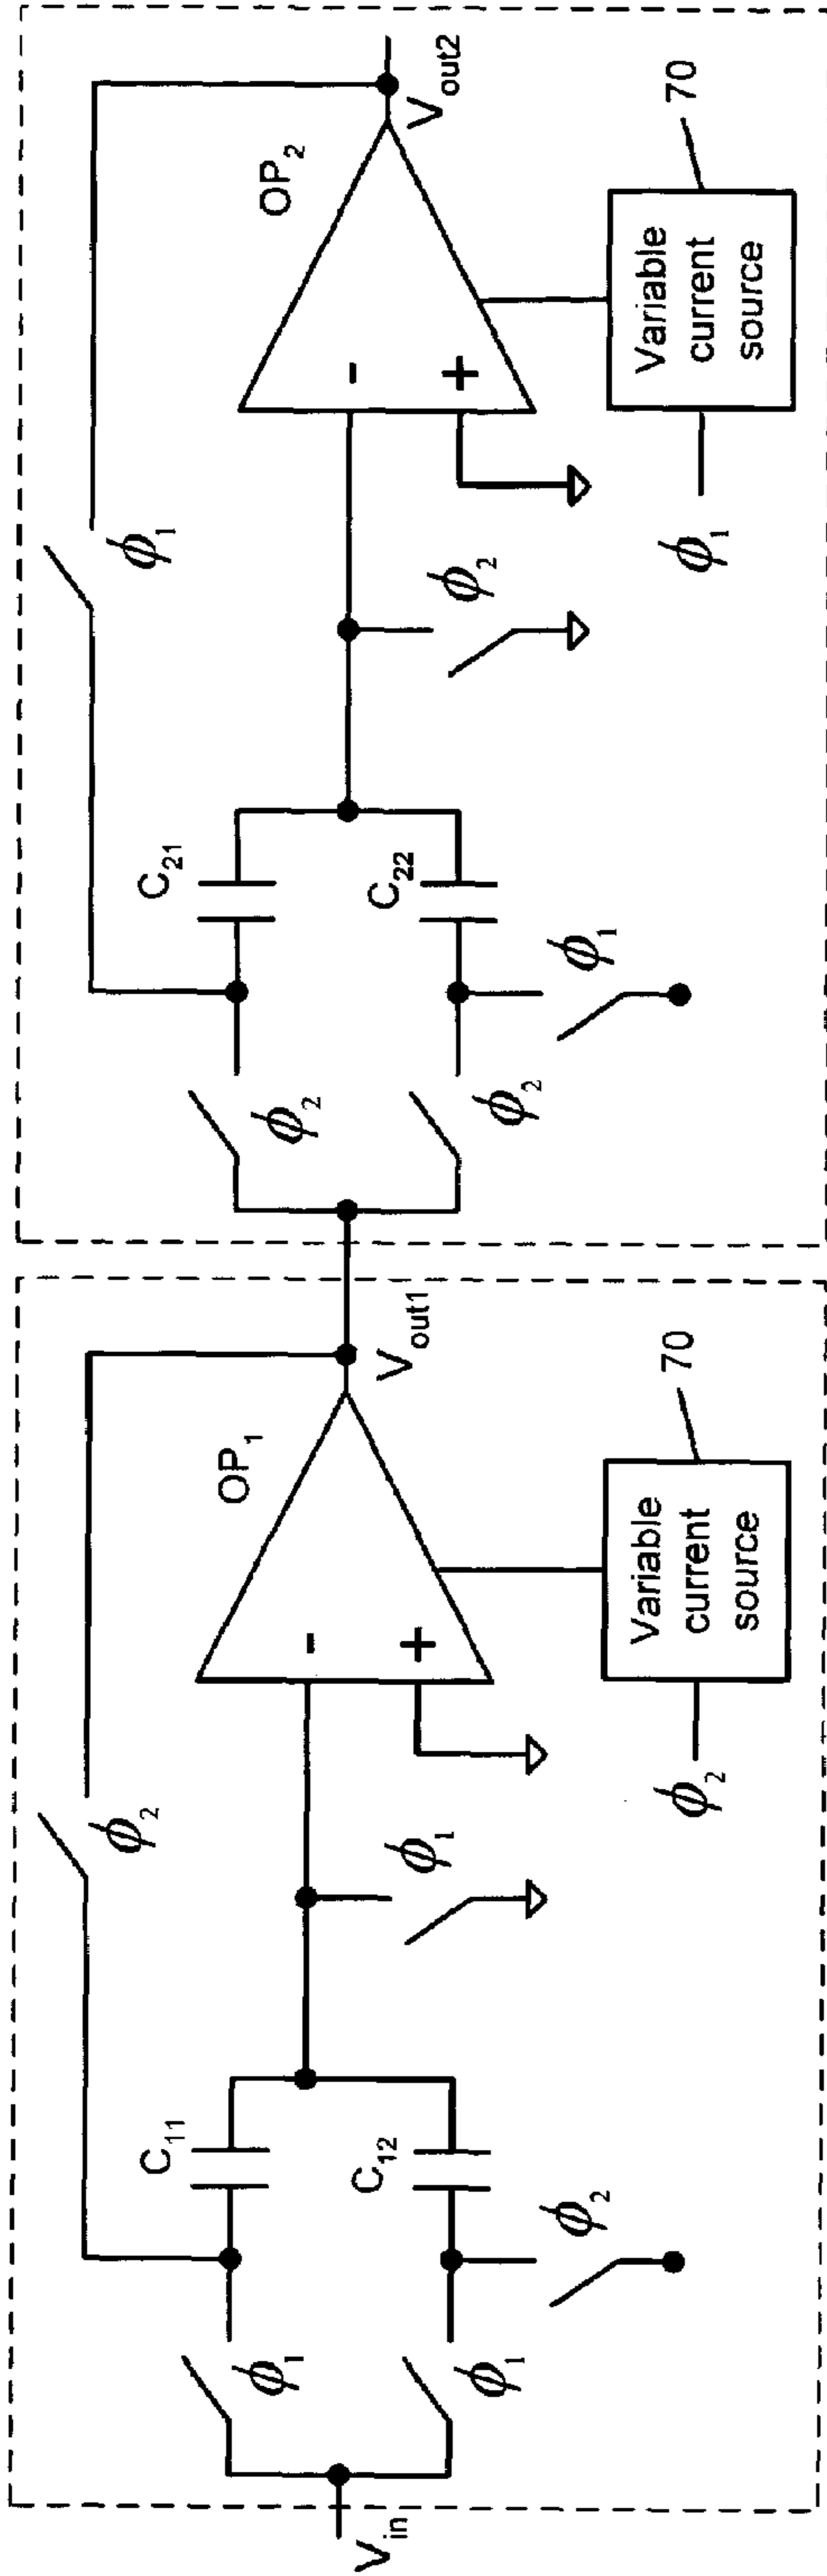 V_in
ϕ₁
ϕ₁
C₁₁
C₁₂
ϕ₂
ϕ₂
ϕ₁
-
+
OP₁
V_out1
Variable
current
source
70
ϕ₂
ϕ₂
ϕ₂
C₂₁
C₂₂
ϕ₁
ϕ₁
ϕ₂
-
+
OP₂
V_out2
Variable
current
source
70
ϕ₁